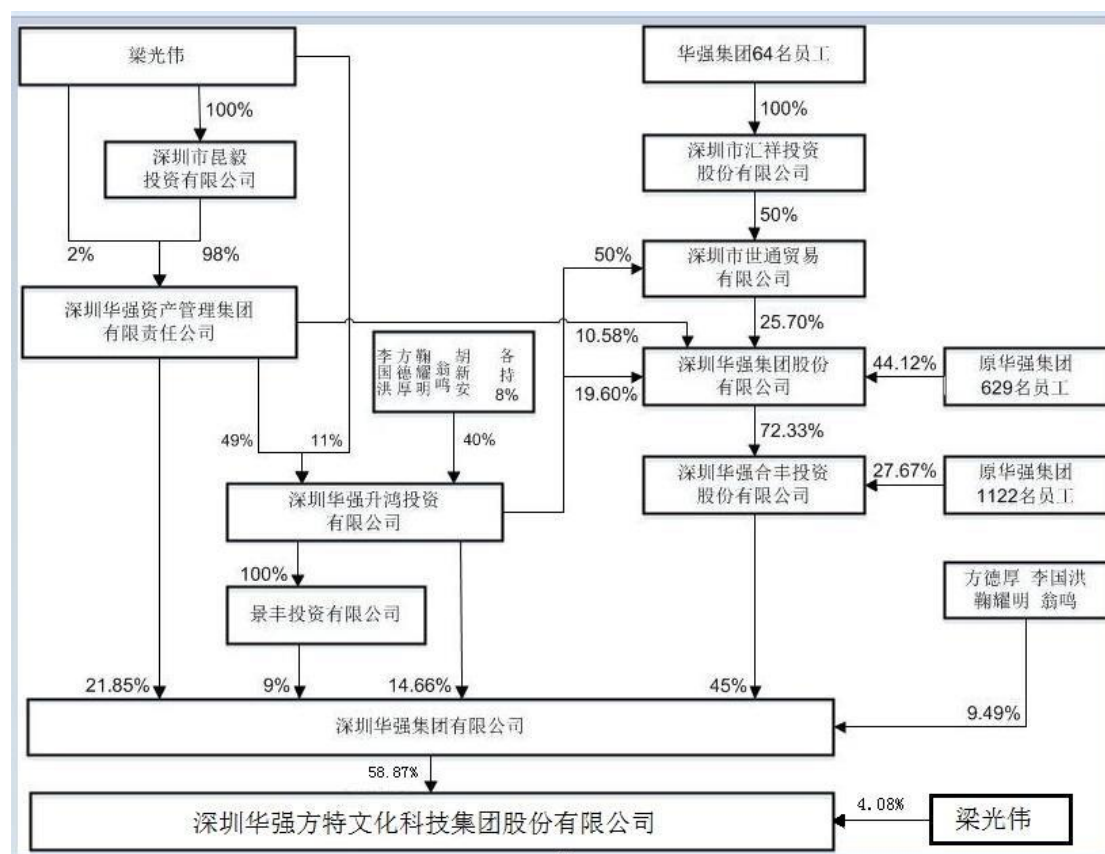 梁光伟
华强集团64名员工
100%
100%
深圳市昆毅
投资有限公司
深圳市汇祥投资
股份有限公司
50%
2%
98%
50%
深圳市世通贸易
有限公司
深圳华强资产管理集团
有限责任公司
10.58%
25.70%
李国洪
方德厚
鞠耀明
翁鸣
胡新安
各持
8%
深圳华强集团股份
有限公司
44.12%
原华强集团
629名员工
19.60%
49%
11%
40%
72.33%
深圳华强升鸿投资
有限公司
深圳华强合丰投资
股份有限公司
27.67%
原华强集团
1122名员工
100%
景丰投资有限公司
方德厚 李国洪
鞠耀明 翁鸣
21.85%
9%
14.66%
45%
9.49%
深圳华强集团有限公司
58.87%
深圳华强方特文化科技集团股份有限公司
4.08%
梁光伟